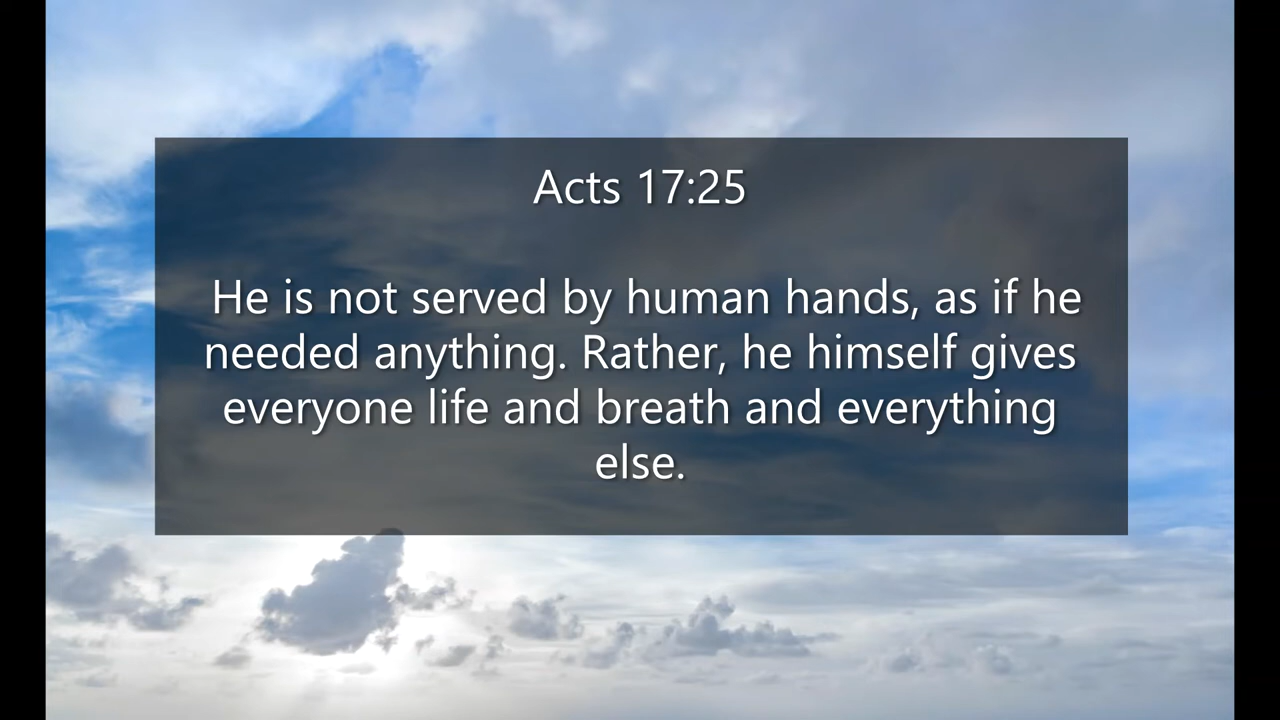 Acts 17:25
He is not served by human hands, as if he
needed anything. Rather, he himself gives
everyone life and breath and everything
else.